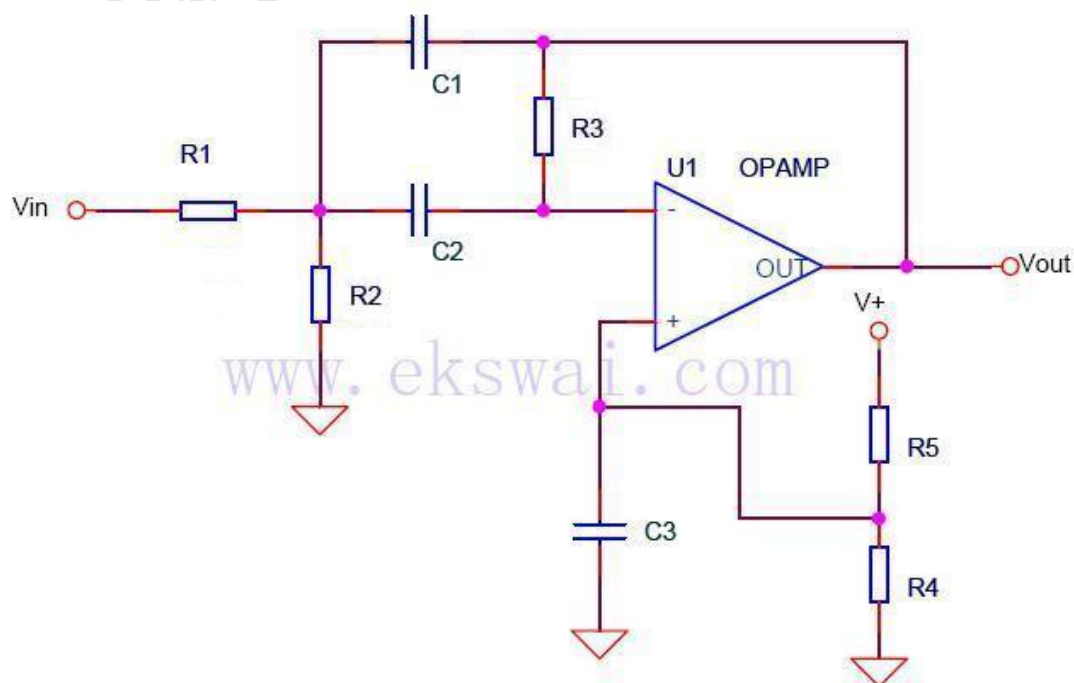 C1
R3
R1
U1 OPAMP
Vin
-
C2
OUT
Vout
R2
V+
+
www.ekswai.com
R5
C3
R4